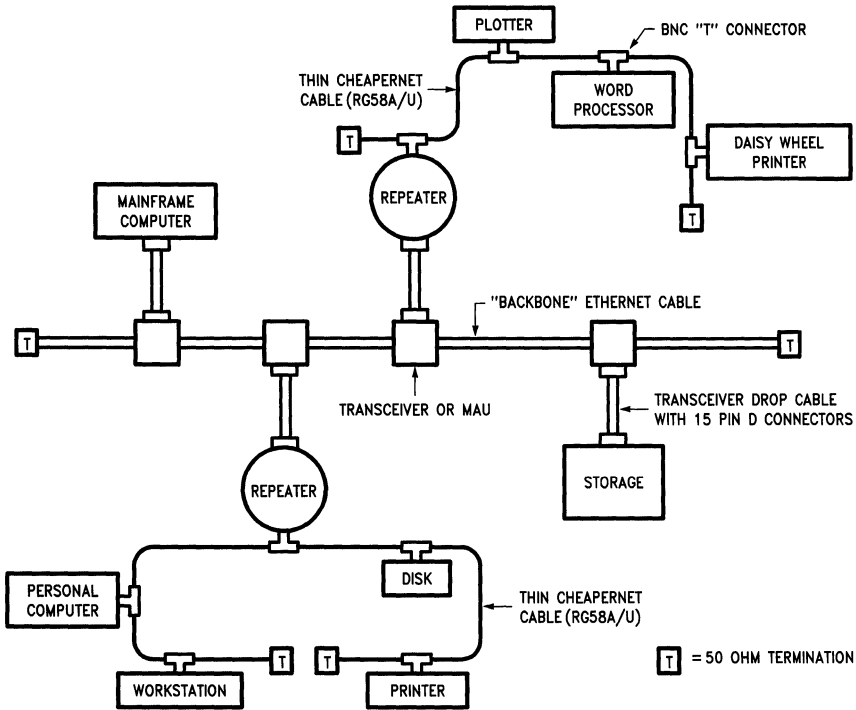 PLOTTER
BNC "T" CONNECTOR
THIN CHEAPERNET
CABLE (RG58A/U)
WORD
PROCESSOR
T
DAISY WHEEL
PRINTER
REPEATER
MAINFRAME
COMPUTER
T
"BACKBONE" ETHERNET CABLE
T
T
TRANSCEIVER OR MAU
TRANSCEIVER DROP CABLE
WITH 15 PIN D CONNECTORS
REPEATER
STORAGE
DISK
PERSONAL
COMPUTER
THIN CHEAPERNET
CABLE (RG58A/U)
T
T
T
= 50 OHM TERMINATION
WORKSTATION
PRINTER